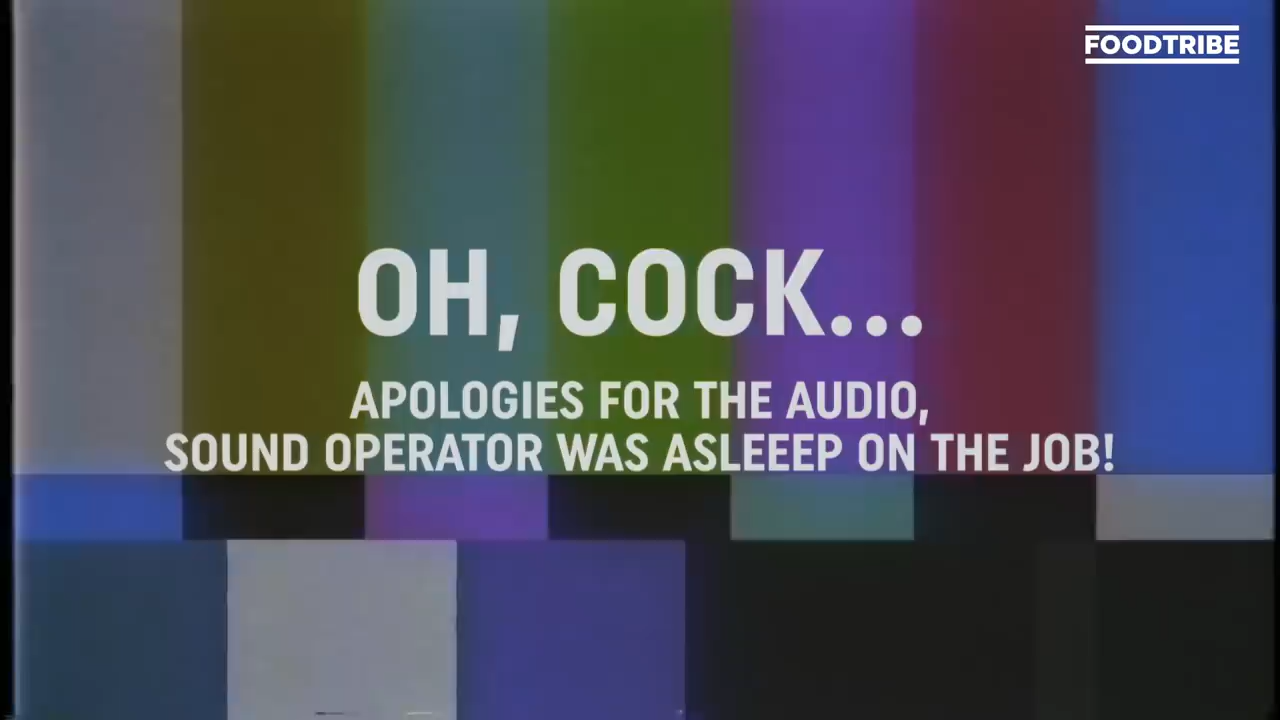 FOODTRIBE
OH, COCK...
APOLOGIES FOR THE AUDIO,
SOUND OPERATOR WAS ASLEEEP ON THE JOB!